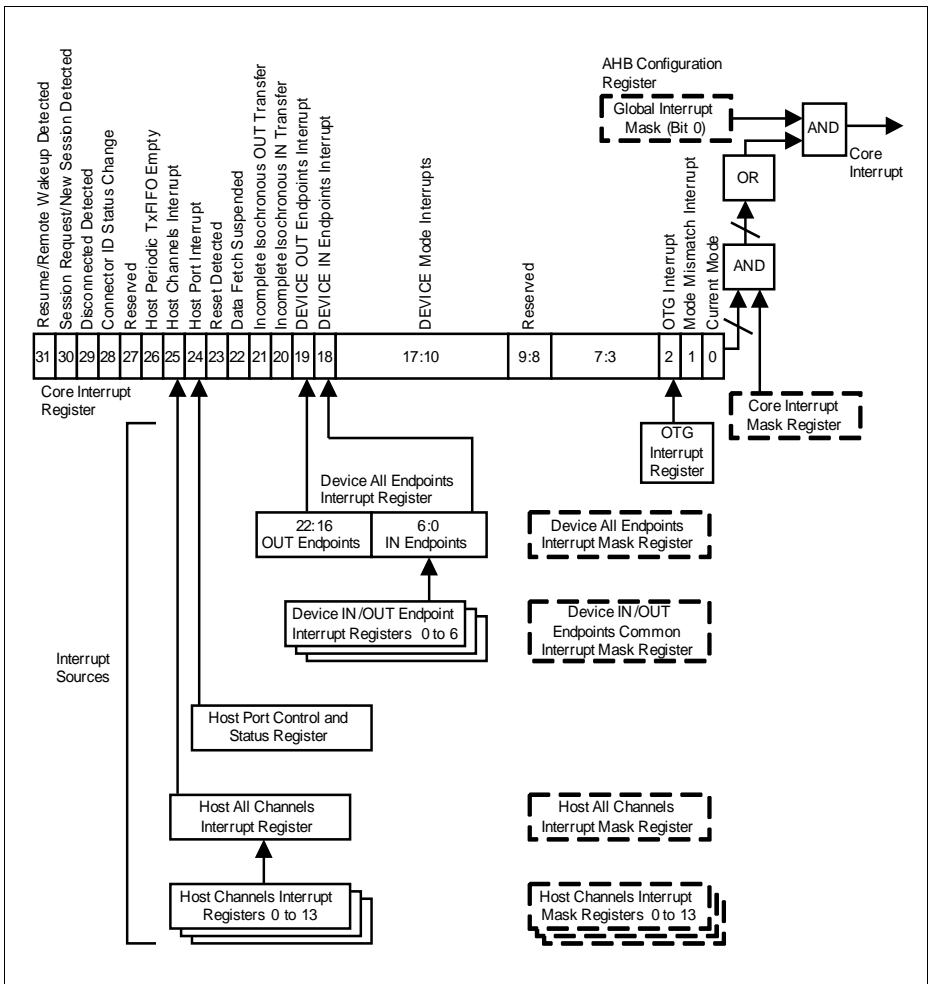 AHB Configuration
Register
Global Interrupt
Mask (Bit 0)
AND
Core
Interrupt
OR
AND
Resume/Remote Wakeup Detected
Session Request/New Session Detected
Disconnected Detected
Connector ID Status Change
Reserved
Host Periodic TxFIFO Empty
Host Channels Interrupt
Host Port Interrupt
Reset Detected
Data Fetch Suspended
Incomplete Isochronous OUT Transfer
Incomplete Isochronous IN Transfer
DEVICE OUT Endpoints Interrupt
DEVICE IN Endpoints Interrupt
DEVICE Mode Interrupts
Reserved
OTG Interrupt
Mode Mismatch Interrupt
Current Mode
31 30 29 28 27 26 25 24 23 22 21 20 19 18 17:10 9:8 7:3 2 1 0
Core Interrupt
Register
Core Interrupt
Mask Register
OTG
Interrupt
Register
Device All Endpoints
Interrupt Register
22:16
OUT Endpoints
6:0
IN Endpoints
Device All Endpoints
Interrupt Mask Register
Device IN/OUT Endpoint
Interrupt Registers 0 to 6
Device IN/OUT
Endpoints Common
Interrupt Mask Register
Interrupt
Sources
Host Port Control and
Status Register
Host All Channels
Interrupt Register
Host All Channels
Interrupt Mask Register
Host Channels Interrupt
Registers 0 to 13
Host Channels Interrupt
Mask Registers 0 to 13